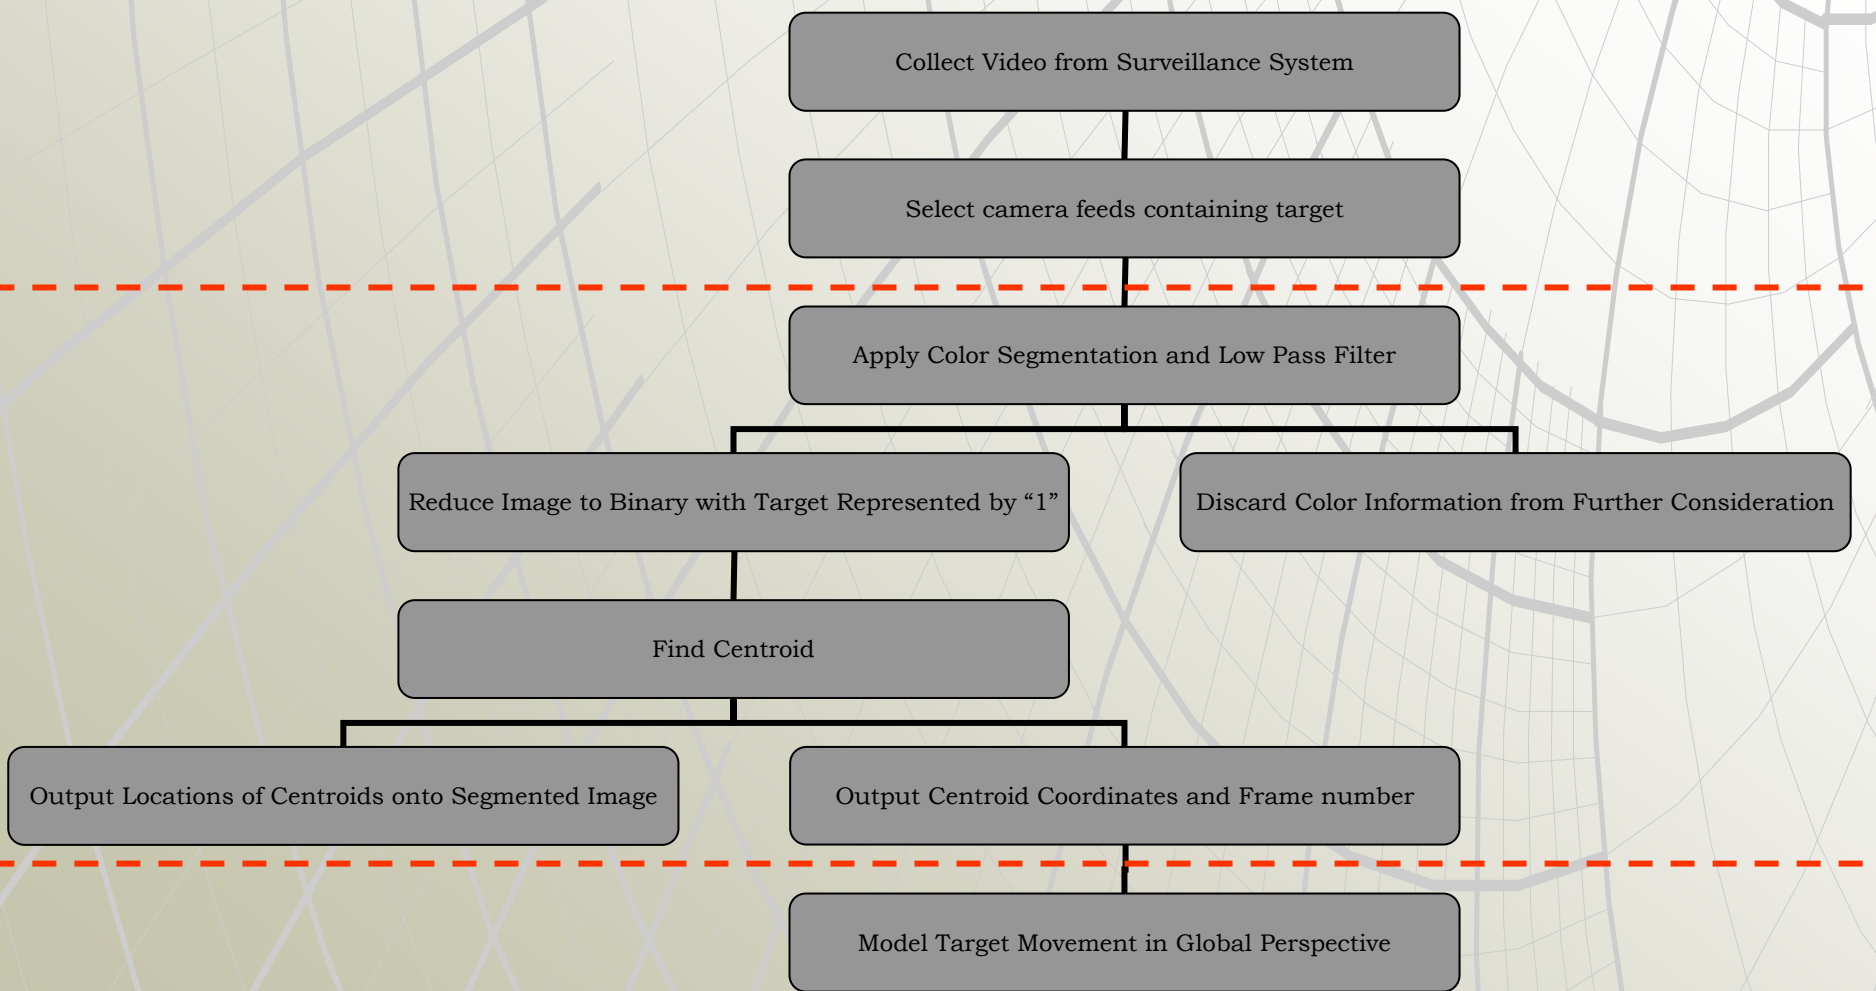 Collect Video from Surveillance System
Select camera feeds containing target
Apply Color Segmentation and Low Pass Filter
Reduce Image to Binary with Target Represented by “1”
Discard Color Information from Further Consideration
Find Centroid
Output Locations of Centroids onto Segmented Image
Output Centroid Coordinates and Frame number
Model Target Movement in Global Perspective